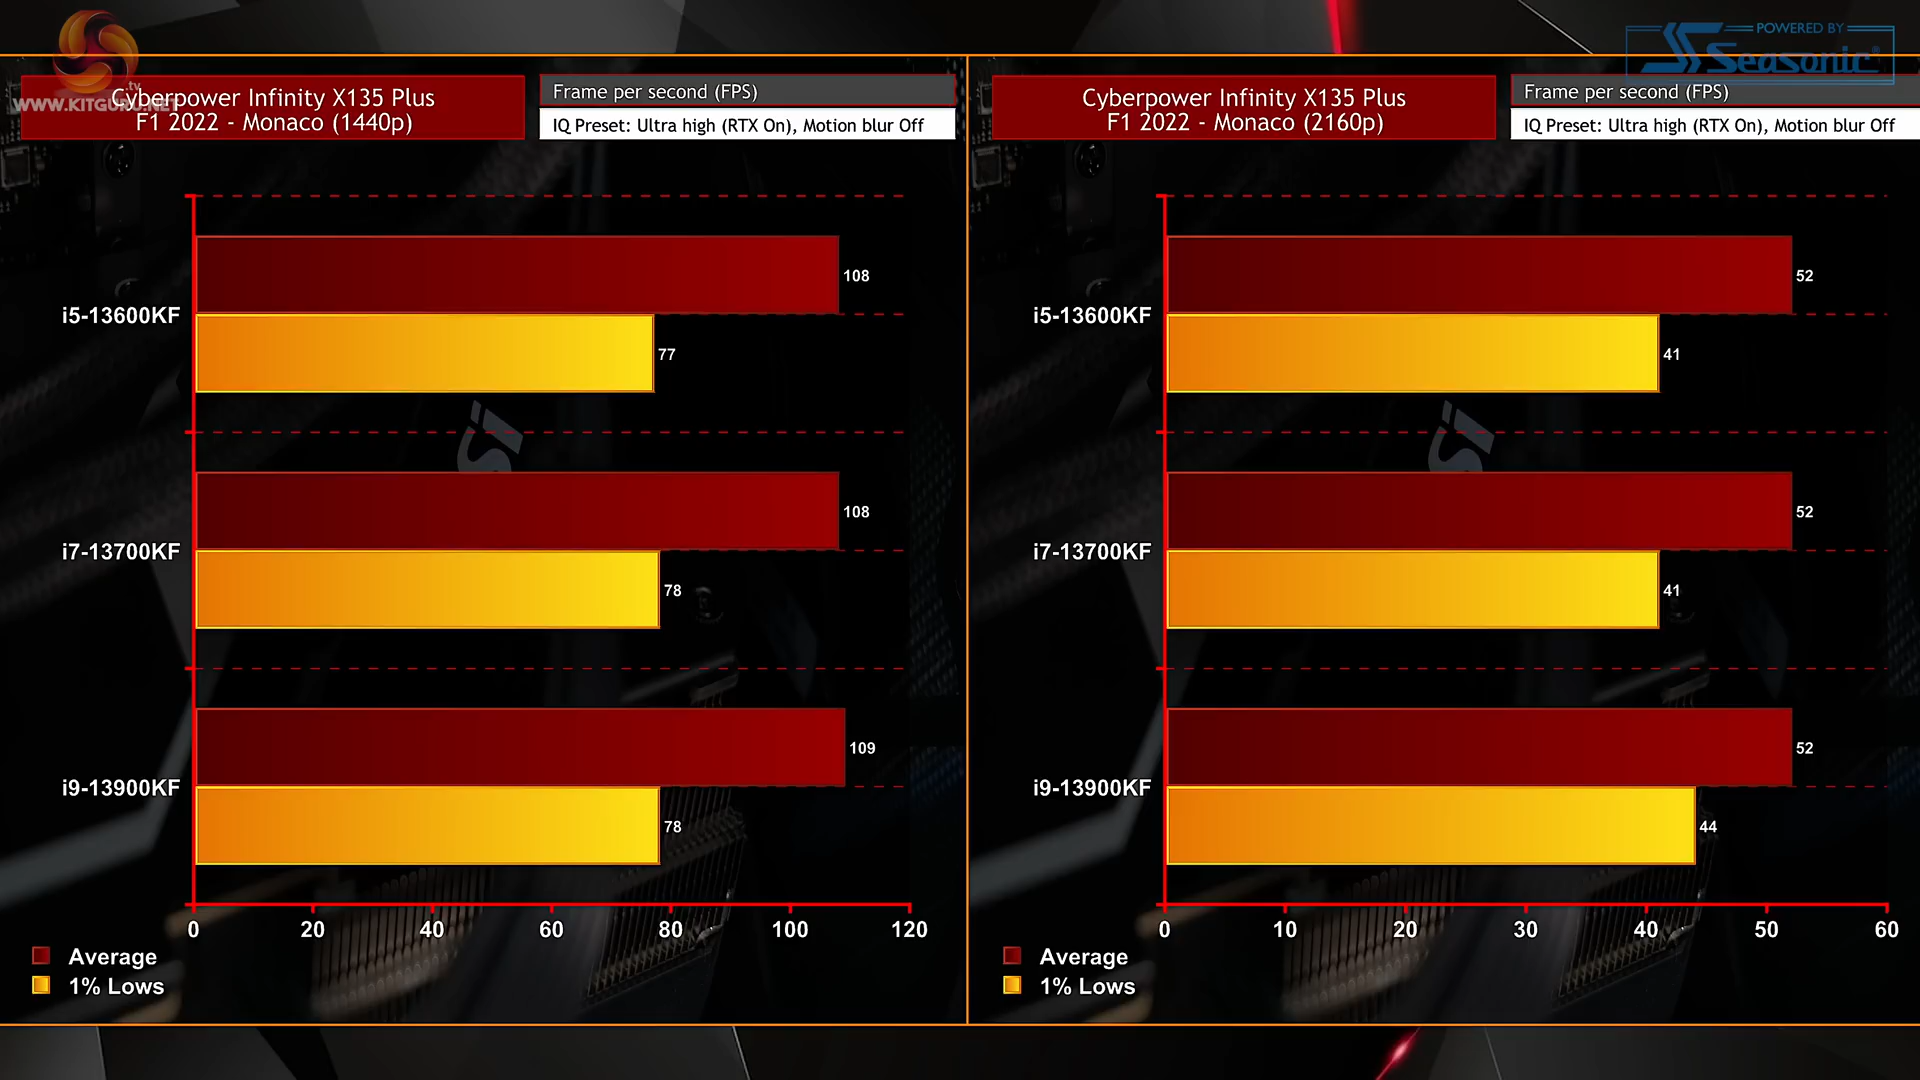 POWERED BY
Seasonic®
.tv
WWW.KITGURU.NET
Cyberpower Infinity X135 Plus
F1 2022 - Monaco (1440p)
Frame per second (FPS)
IQ Preset: Ultra high (RTX On), Motion blur Off
i5-13600KF
108
77
i7-13700KF
108
78
i9-13900KF
109
78
0 20 40 60 80 100 120
Average
1% Lows
Cyberpower Infinity X135 Plus
F1 2022 - Monaco (2160p)
Frame per second (FPS)
IQ Preset: Ultra high (RTX On), Motion blur Off
i5-13600KF
52
41
i7-13700KF
52
41
i9-13900KF
52
44
0 10 20 30 40 50 60
Average
1% Lows